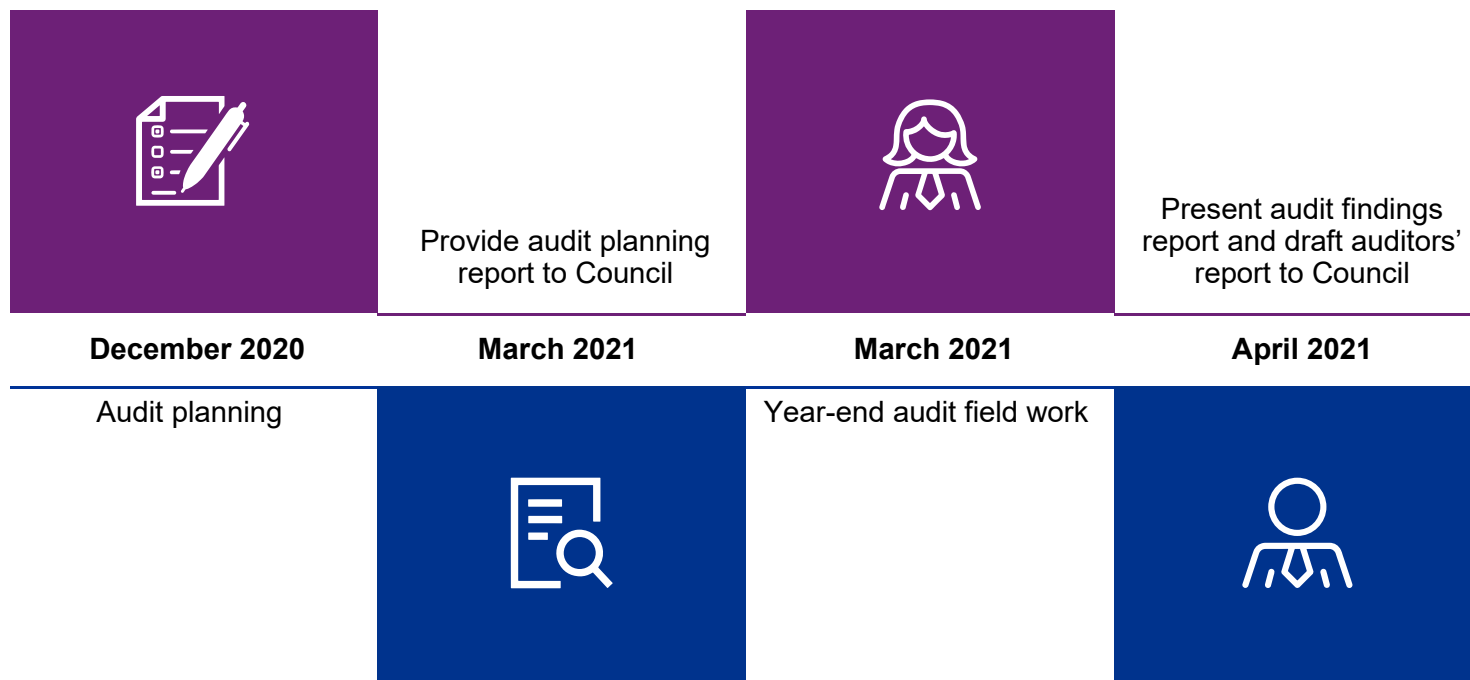 Provide audit planning
report to Council
Present audit findings
report and draft auditors’
report to Council
December 2020
March 2021
March 2021
April 2021
Audit planning
Year-end audit field work